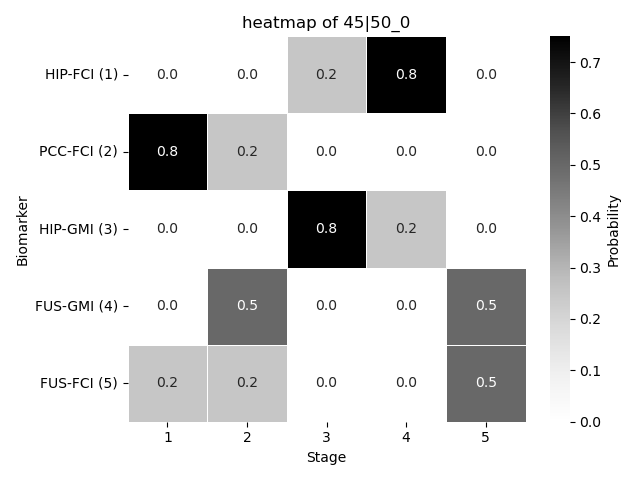 heatmap of 45|50_0
HIP-FCI (1) 0.0 0.0 0.2 0.8 0.0
PCC-FCI (2) 0.8 0.2 0.0 0.0 0.0
HIP-GMI (3) 0.0 0.0 0.8 0.2 0.0
FUS-GMI (4) 0.0 0.5 0.0 0.0 0.5
FUS-FCI (5) 0.2 0.2 0.0 0.0 0.5
1 2 3 4 5
Stage
Biomarker
0.7
0.6
0.5
0.4
0.3
0.2
0.1
0.0
Probability